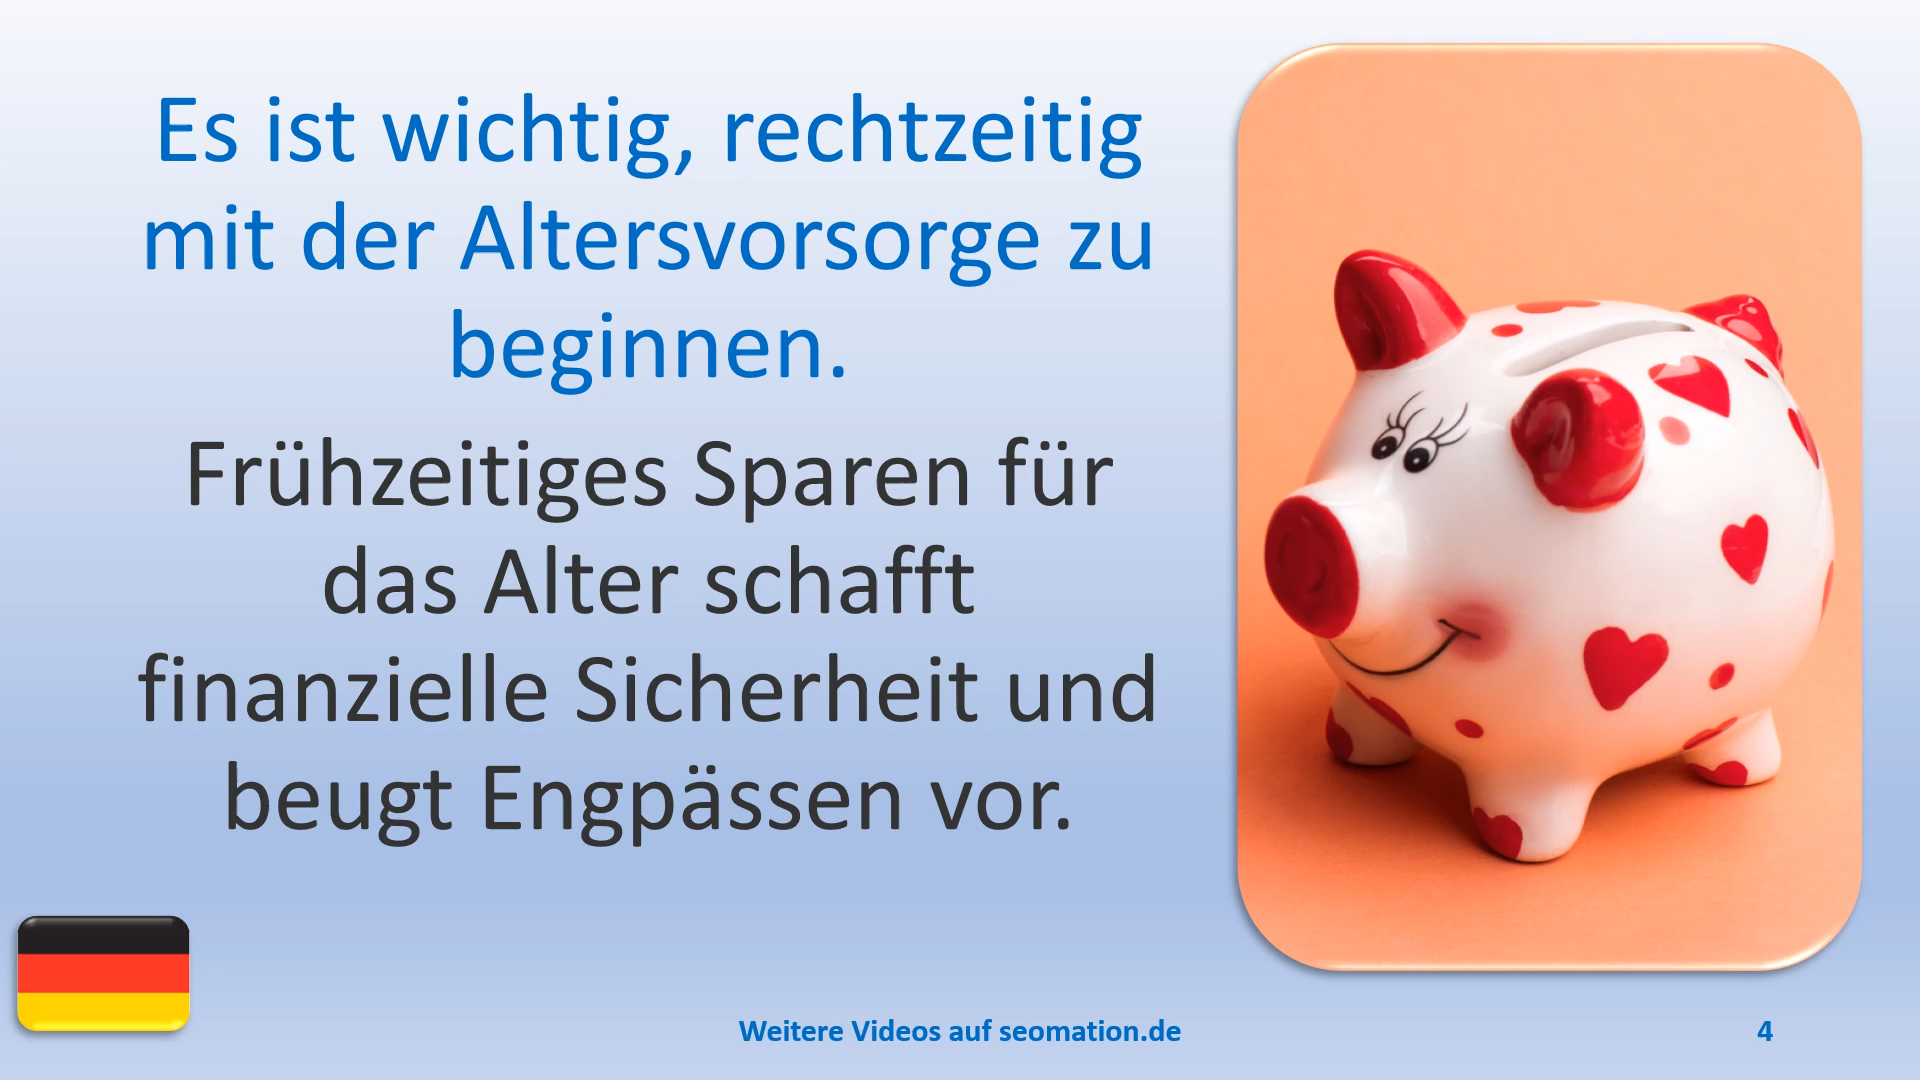 Es ist wichtig, rechtzeitig
mit der Altersvorsorge zu
beginnen.
Frühzeitiges Sparen für
das Alter schafft
finanzielle Sicherheit und
beugt Engpässen vor.
Weitere Videos auf seomation.de
4